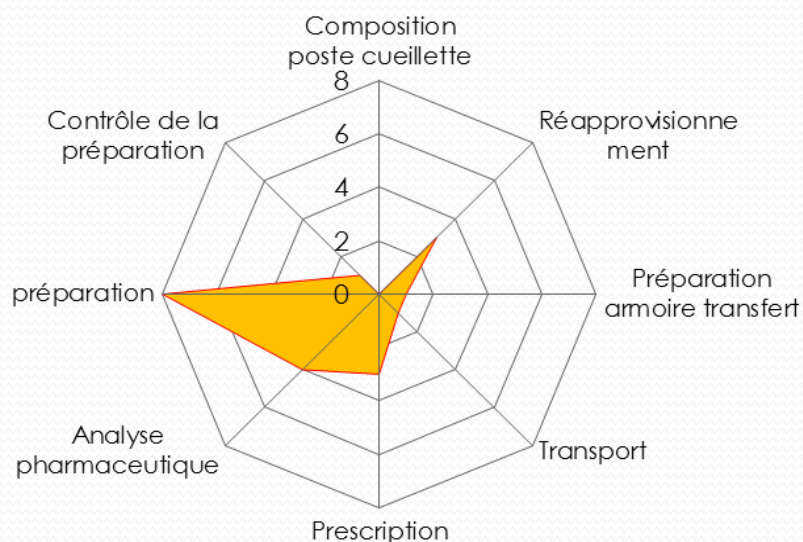 Composition
poste cueillette
8
Contrôle de la
préparation
Réapprovisionne
ment
6
4
2
préparation
0
Préparation
armoire transfert
Analyse
pharmaceutique
Transport
Prescription